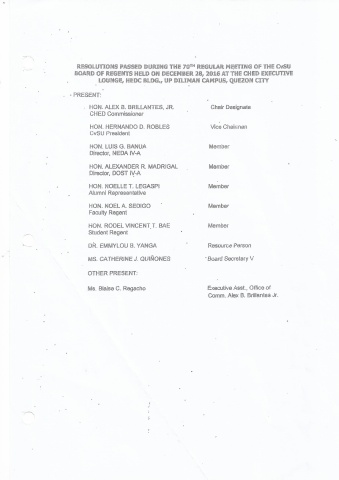 RESOLUTIONS PASSED DURING THE 70TH REGULAR MEETING OF THE CvSU
BOARD OF REGENTS HELD ON DECEMBER 28, 2016 AT THE CHED EXECUTIVE
LOUNGE, HEDC BLDG., UP DILIMAN CAMPUS, QUEZON CITY
PRESENT:
HON. ALEX B. BRILLANTES, JR. Chair Designate
CHED Commissioner
HON. HERNANDO D. ROBLES Vice Chairman
CvSU President
HON. LUIS G. BANUA Member
Director, NEDA IV-A
HON. ALEXANDER R. MADRIGAL Member
Director, DOST IV-A
HON. NOELLE T. LEGASPI Member
Alumni Representative
HON. NOEL A. SEDIGO Member
Faculty Regent
HON. RODEL VINCENT T. BAE Member
Student Regent
DR. EMMYLOU B. YANGA Resource Person
MS. CATHERINE J. QUIÑONES Board Secretary V
OTHER PRESENT:
Ms. Blaise C. Regacho Executive Asst., Office of
Comm. Alex B. Brillantes Jr.